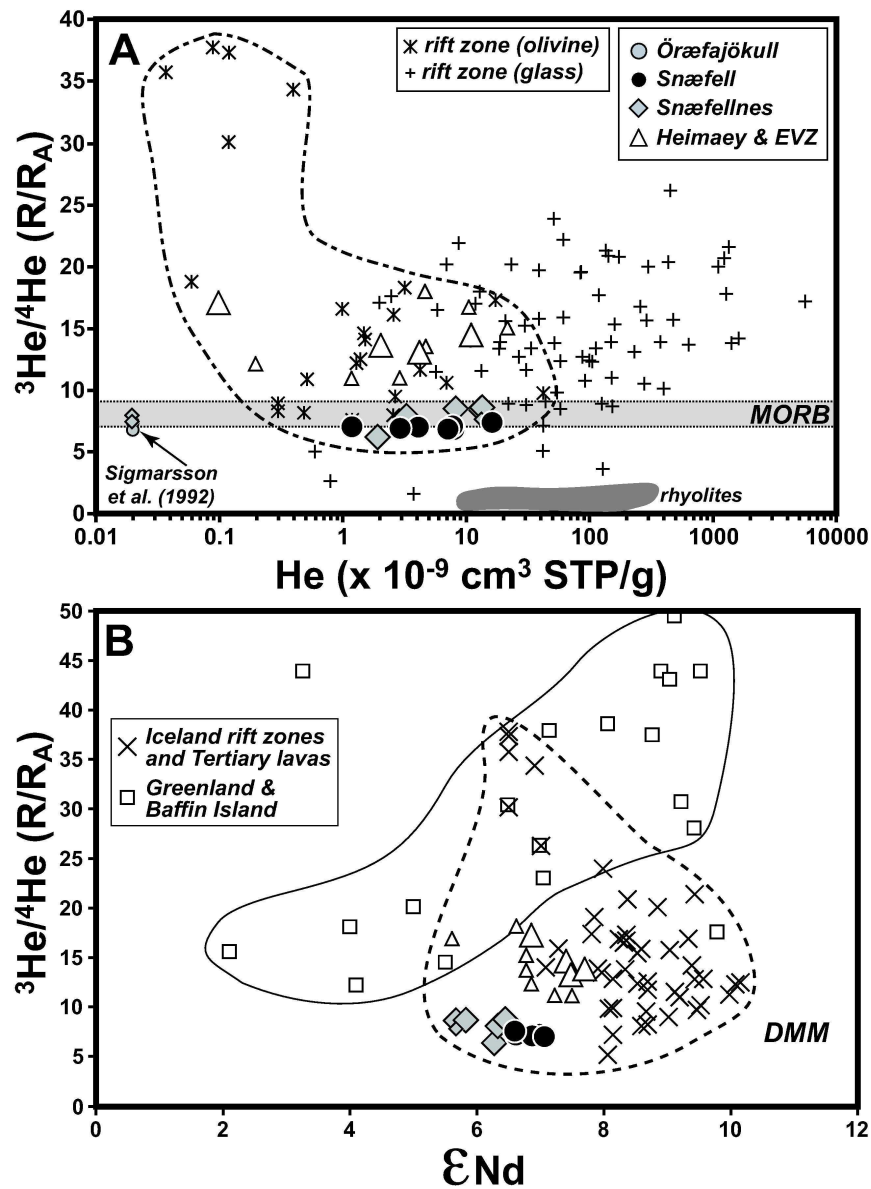 A
40
35
30
25
20
15
10
5
0
³He/⁴He (R/R_A)
rift zone (olivine)
rift zone (glass)
Öræfajökull
Snæfell
Snæfellnes
Heimaey & EVZ
MORB
Sigmarsson
et al. (1992)
rhyolites
0.01 0.1 1 10 100 1000 10000
He (x 10⁻⁹ cm³ STP/g)
B
50
45
40
35
30
25
20
15
10
5
0
³He/⁴He (R/R_A)
Iceland rift zones
and Tertiary lavas
Greenland &
Baffin Island
DMM
0 2 4 6 8 10 12
εNd